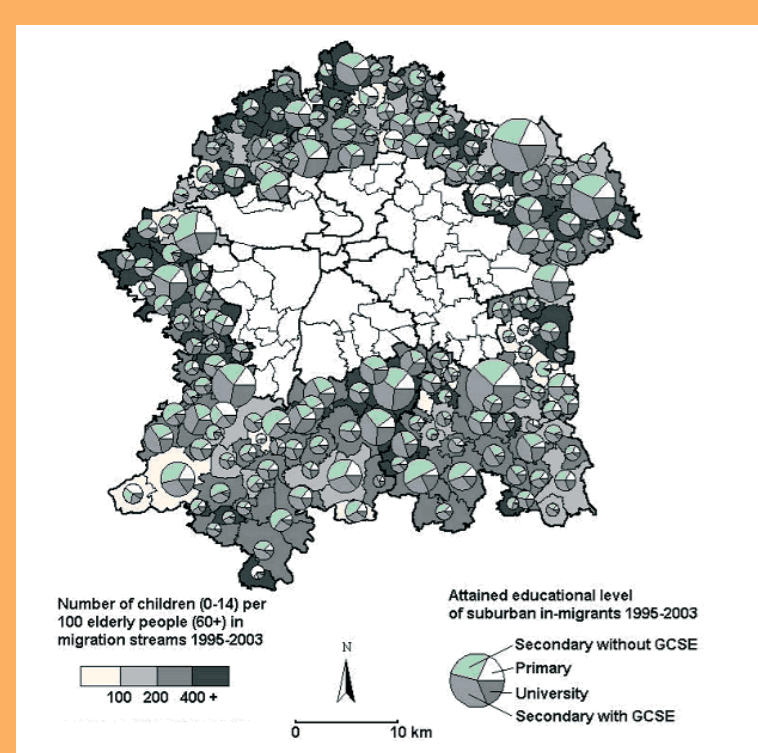 Number of children (0-14) per
100 elderly people (60+) in
migration streams 1995-2003
100 200 400 +
N
0 10 km
Attained educational level
of suburban in-migrants 1995-2003
Secondary without GCSE
Primary
University
Secondary with GCSE